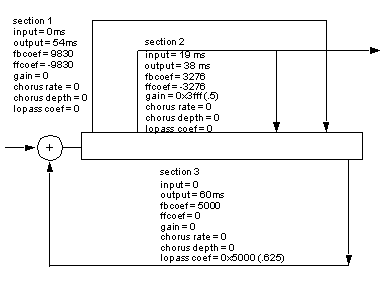 section 1
input = 0ms
output = 54ms
fbcoef = 9830
ffcoef = -9830
gain = 0
chorus rate = 0
chorus depth = 0
lopass coef = 0
section 2
input = 19 ms
output = 38 ms
fbcoef = 3276
ffcoef = -3276
gain = 0x3fff (.5)
chorus rate = 0
chorus depth = 0
lopass coef = 0
+
section 3
input = 0
output = 60ms
fbcoef = 5000
ffcoef = 0
gain = 0
chorus rate = 0
chorus depth = 0
lopass coef = 0x5000 (.625)